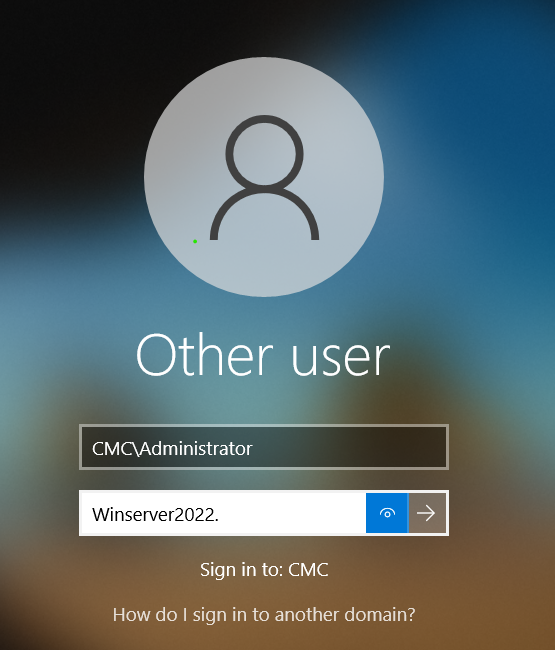 Other user
CMC\Administrator
Winserver2022.
Sign in to: CMC
How do I sign in to another domain?